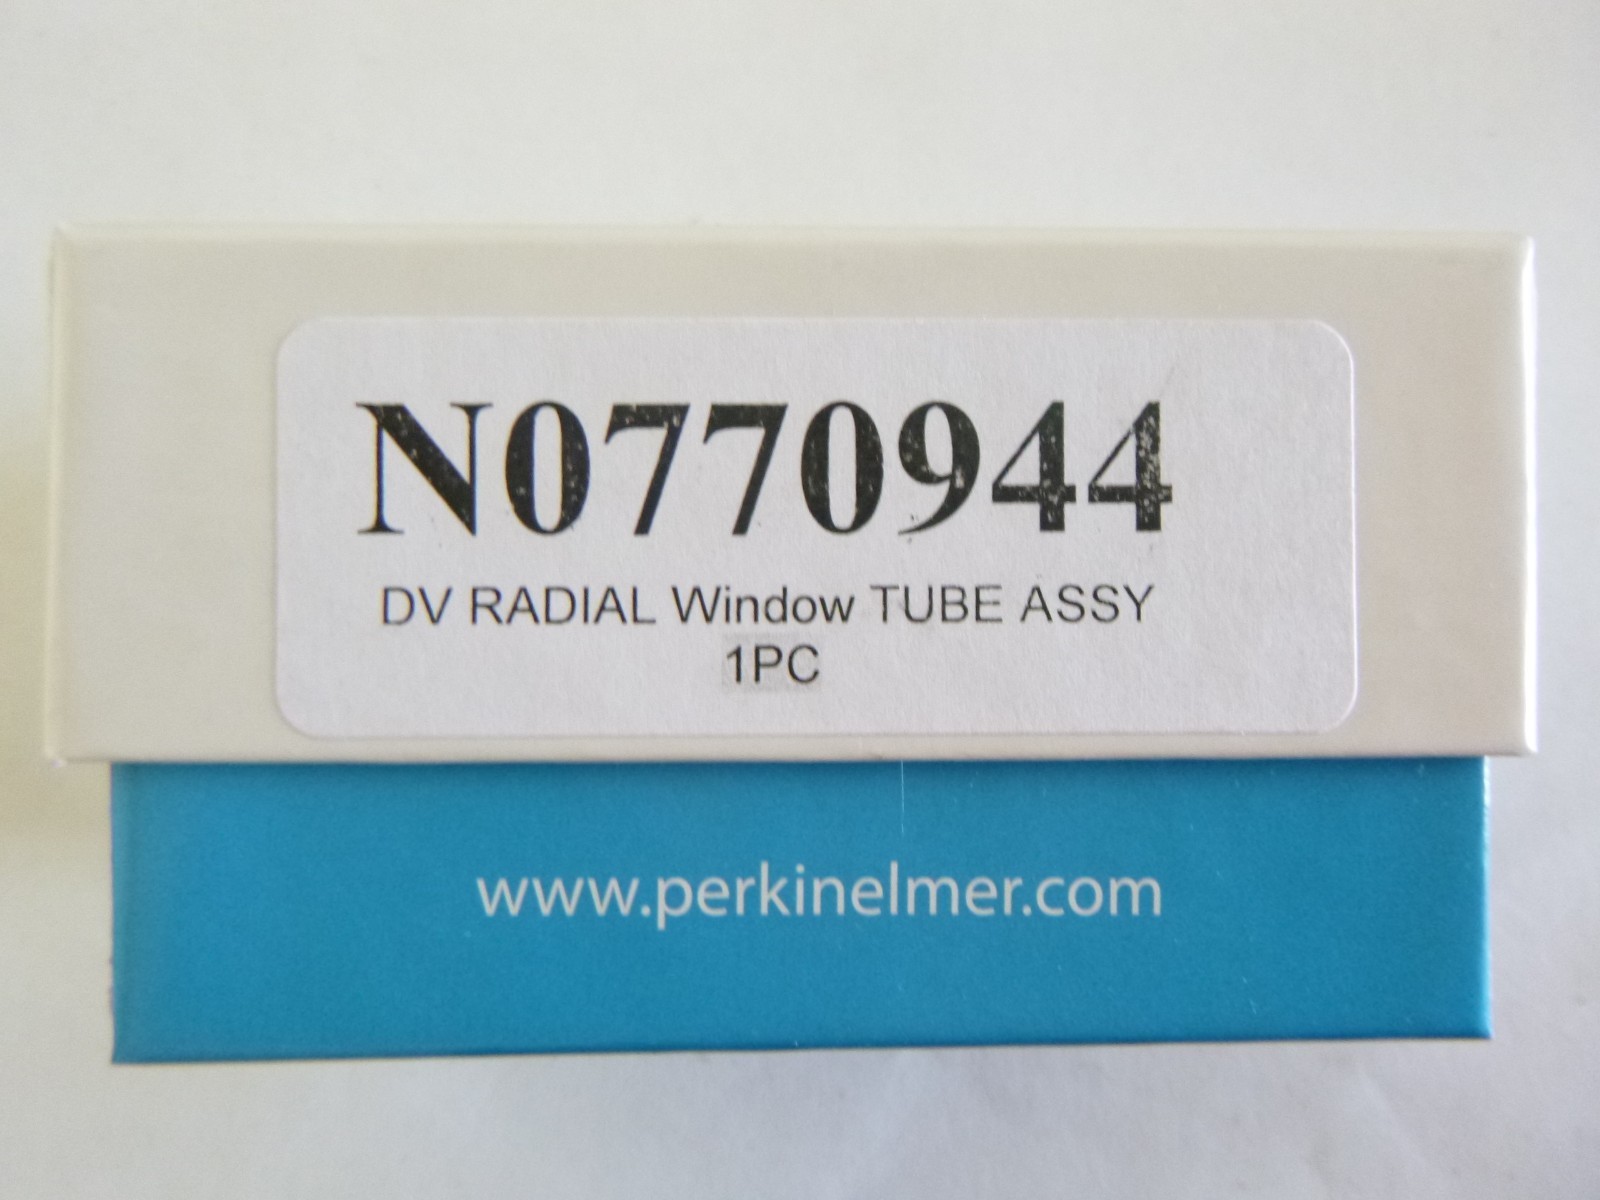 N0770944
DV RADIAL Window TUBE ASSY
1PC
www.perkinelmer.com